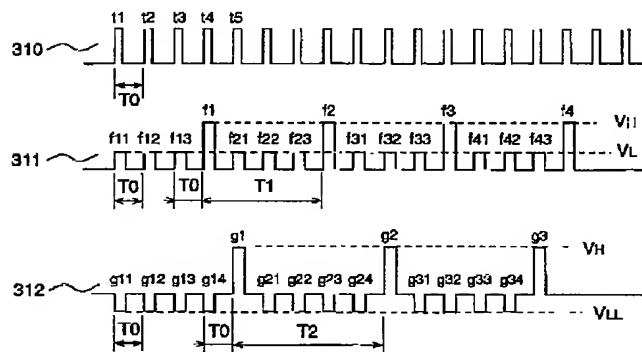 t1 t2 t3 t4 t5
310
T0
f1 f2 f3 f4 VH
f11 f12 f13 f21 f22 f23 f31 f32 f33 f41 f42 f43 VL
311
T0 T0 T1
g1 g2 g3 VH
g11 g12 g13 g14 g21 g22 g23 g24 g31 g32 g33 g34
312
T0 T0 T2 VLL